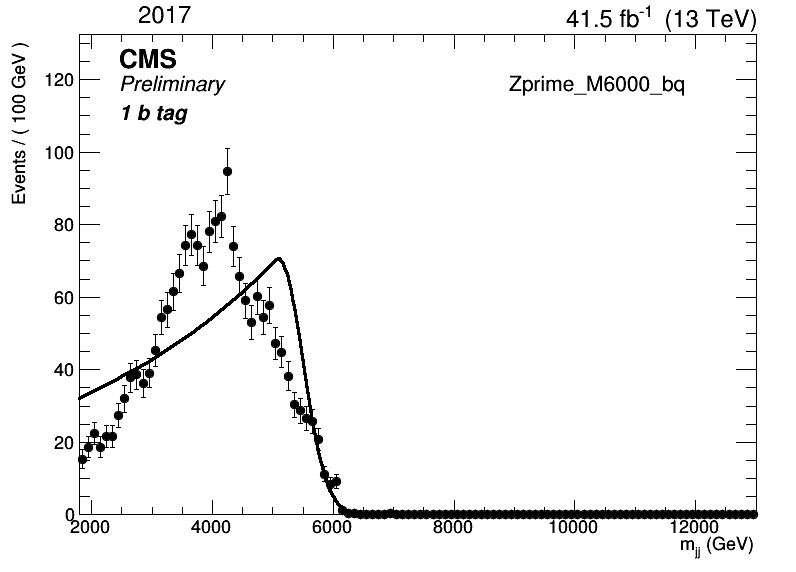 2017
41.5 fb-1 (13 TeV)
CMS
Preliminary
1 b tag
Zprime_M6000_bq
Events / ( 100 GeV )
120
100
80
60
40
20
0
2000 4000 6000 8000 10000 12000
mjj (GeV)